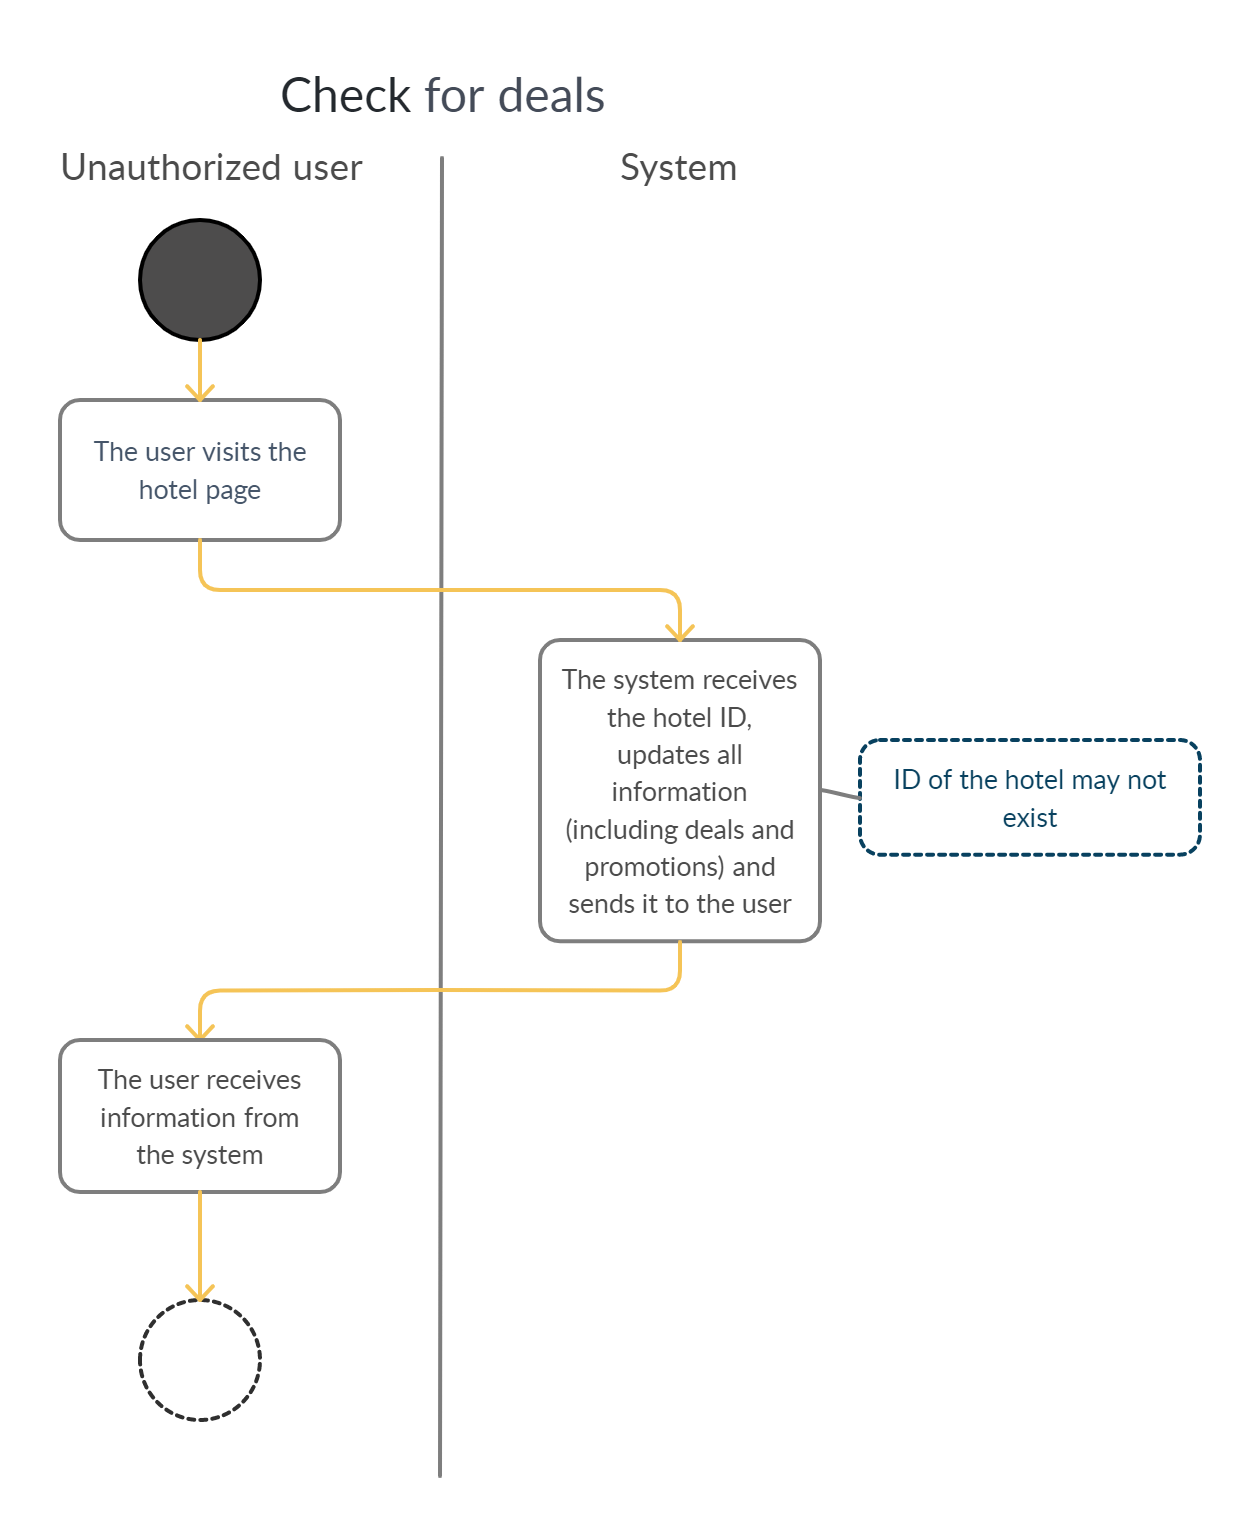 Check for deals
Unauthorized user
System
The user visits the
hotel page
The system receives
the hotel ID,
updates all
information
(including deals and
promotions) and
sends it to the user
ID of the hotel may not
exist
The user receives
information from
the system